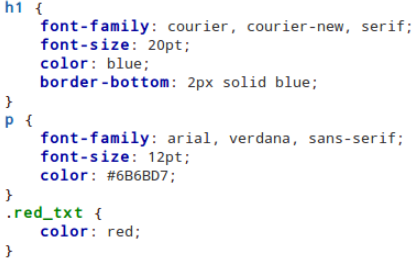 h1 {
    font-family: courier, courier-new, serif;
    font-size: 20pt;
    color: blue;
    border-bottom: 2px solid blue;
}
p {
    font-family: arial, verdana, sans-serif;
    font-size: 12pt;
    color: #6B6BD7;
}
.red_txt {
    color: red;
}